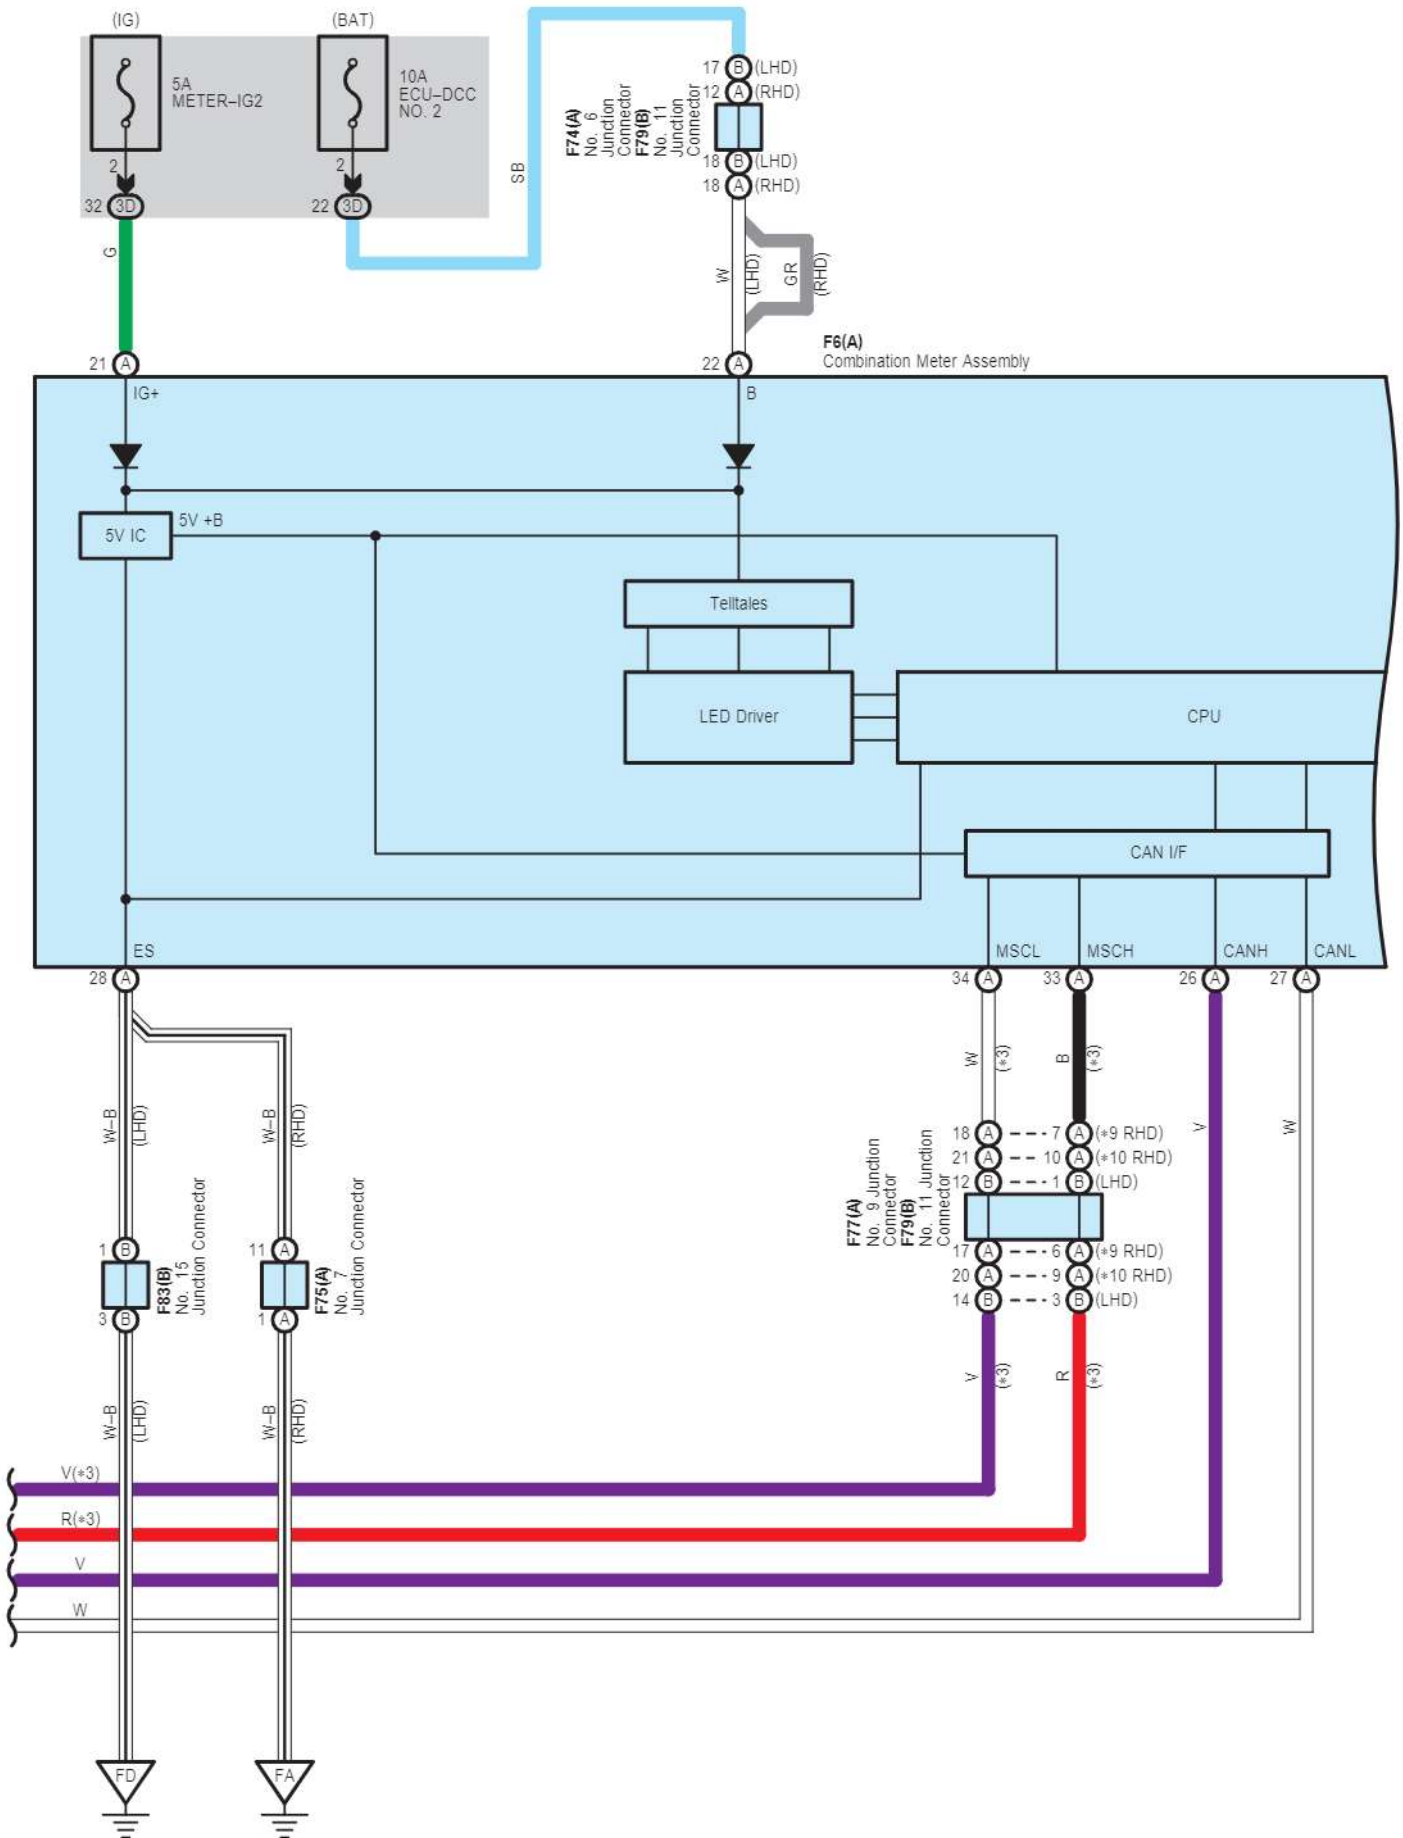 (IG)
(BAT)
5A
METER–IG2
10A
ECU–DCC
NO. 2
2
2
32 3D
22 3D
G
SB
17 B (LHD)
12 A (RHD)
F74(A)
No. 6
Junction
Connector
F79(B)
No. 11
Junction
Connector
18 B (LHD)
18 A (RHD)
W
(LHD)
GR
(RHD)
F6(A)
Combination Meter Assembly
21 A
22 A
IG+
B
5V IC
5V +B
Telltales
LED Driver
CPU
CAN I/F
ES
MSCL
MSCH
CANH
CANL
28 A
34 A
33 A
26 A
27 A
W
(*3)
B
(*3)
V
W
W–B
(LHD)
W–B
(RHD)
18 A 7 A (*9 RHD)
21 A 10 A (*10 RHD)
12 B 1 B (LHD)
F77(A)
No. 9 Junction
Connector
F79(B)
No. 11 Junction
Connector
17 A 6 A (*9 RHD)
20 A 9 A (*10 RHD)
14 B 3 B (LHD)
1 B
11 A
F83(B)
No. 15
Junction Connector
F75(A)
No. 7
Junction Connector
3 B
1 A
V
(*3)
R
(*3)
W–B
(LHD)
W–B
(RHD)
V(*3)
R(*3)
V
W
FD
FA